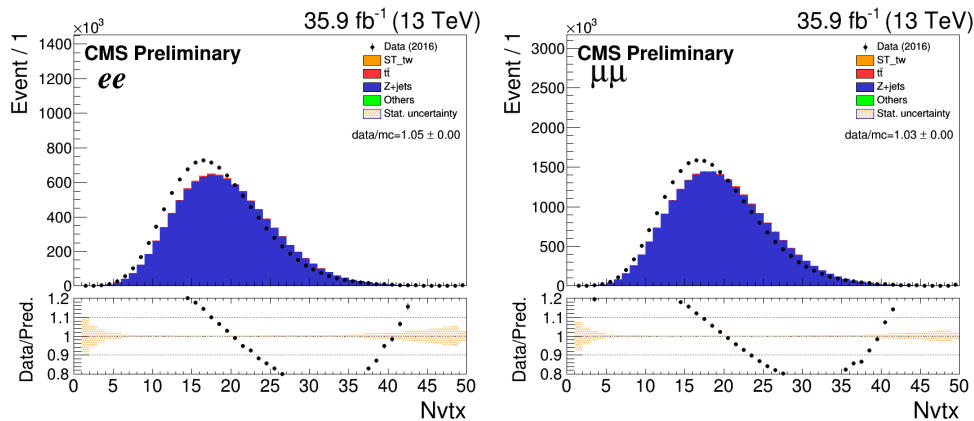 35.9 fb⁻¹ (13 TeV)
×10³
Event / 1
CMS Preliminary
ee
Data (2016)
ST_tw
tt̄
Z+jets
Others
Stat. uncertainty
data/mc=1.05 ± 0.00
1400
1200
1000
800
600
400
200
0
Data/Pred.
1.2
1.1
1
0.9
0.8
0 5 10 15 20 25 30 35 40 45 50
Nvtx
35.9 fb⁻¹ (13 TeV)
×10³
Event / 1
CMS Preliminary
μμ
Data (2016)
ST_tw
tt̄
Z+jets
Others
Stat. uncertainty
data/mc=1.03 ± 0.00
3000
2500
2000
1500
1000
500
0
Data/Pred.
1.2
1.1
1
0.9
0.8
0 5 10 15 20 25 30 35 40 45 50
Nvtx